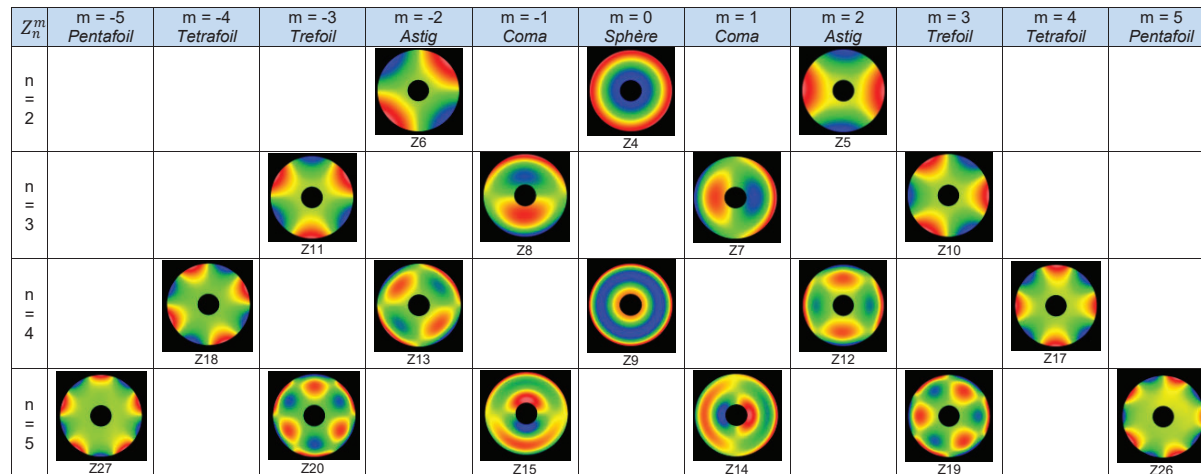 Z_n^m m = -5 m = -4 m = -3 m = -2 m = -1 m = 0 m = 1 m = 2 m = 3 m = 4 m = 5
Pentafoil Tetrafoil Trefoil Astig Coma Sphère Coma Astig Trefoil Tetrafoil Pentafoil
n
=
2
Z6 Z4 Z5
n
=
3
Z11 Z8 Z7 Z10
n
=
4
Z18 Z13 Z9 Z12 Z17
n
=
5
Z27 Z20 Z15 Z14 Z19 Z26